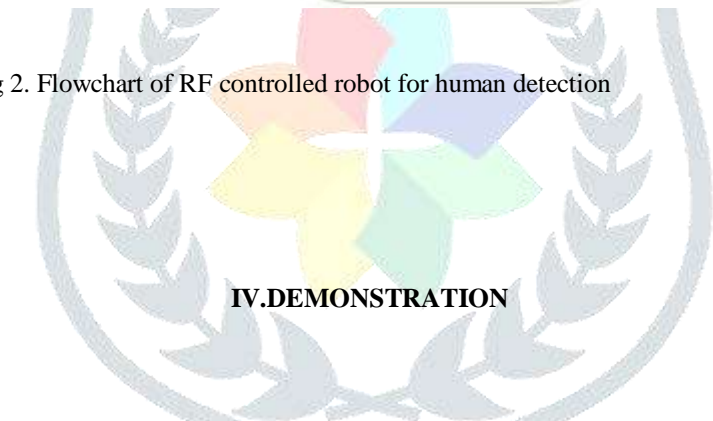 g 2. Flowchart of RF controlled robot for human detection
IV.DEMONSTRATION